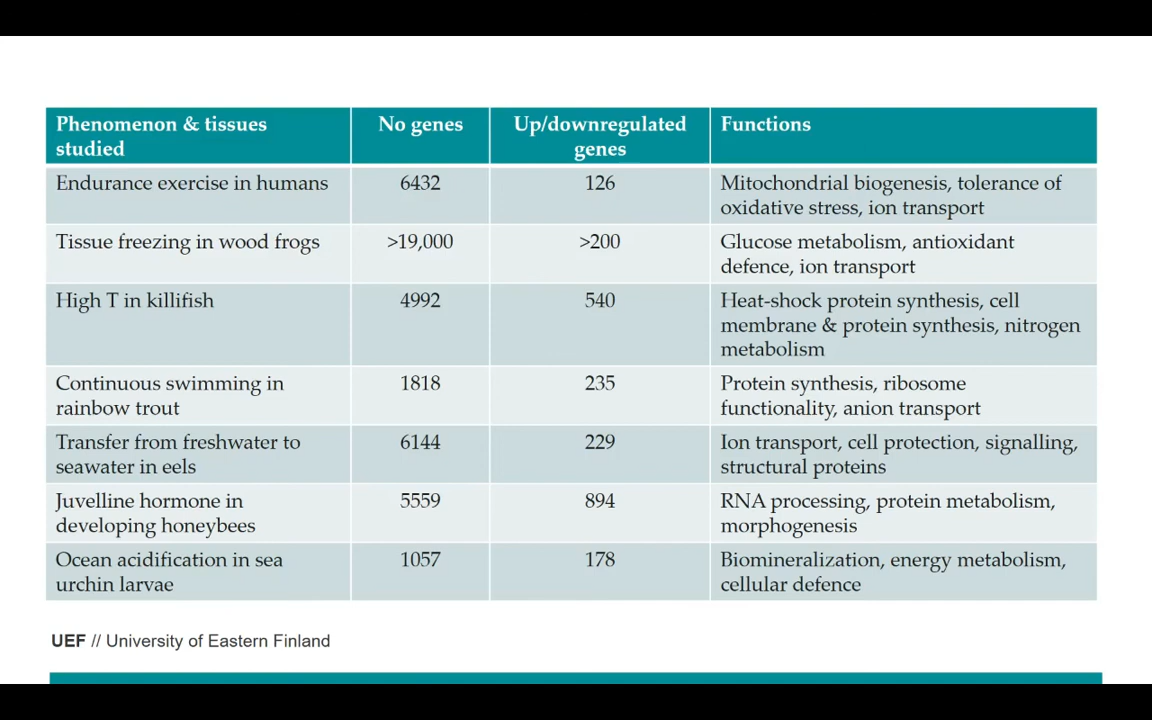 Phenomenon & tissues studied No genes Up/downregulated genes Functions
Endurance exercise in humans 6432 126 Mitochondrial biogenesis, tolerance of oxidative stress, ion transport
Tissue freezing in wood frogs >19,000 >200 Glucose metabolism, antioxidant defence, ion transport
High T in killifish 4992 540 Heat-shock protein synthesis, cell membrane & protein synthesis, nitrogen metabolism
Continuous swimming in rainbow trout 1818 235 Protein synthesis, ribosome functionality, anion transport
Transfer from freshwater to seawater in eels 6144 229 Ion transport, cell protection, signalling, structural proteins
Juvelline hormone in developing honeybees 5559 894 RNA processing, protein metabolism, morphogenesis
Ocean acidification in sea urchin larvae 1057 178 Biomineralization, energy metabolism, cellular defence
UEF // University of Eastern Finland